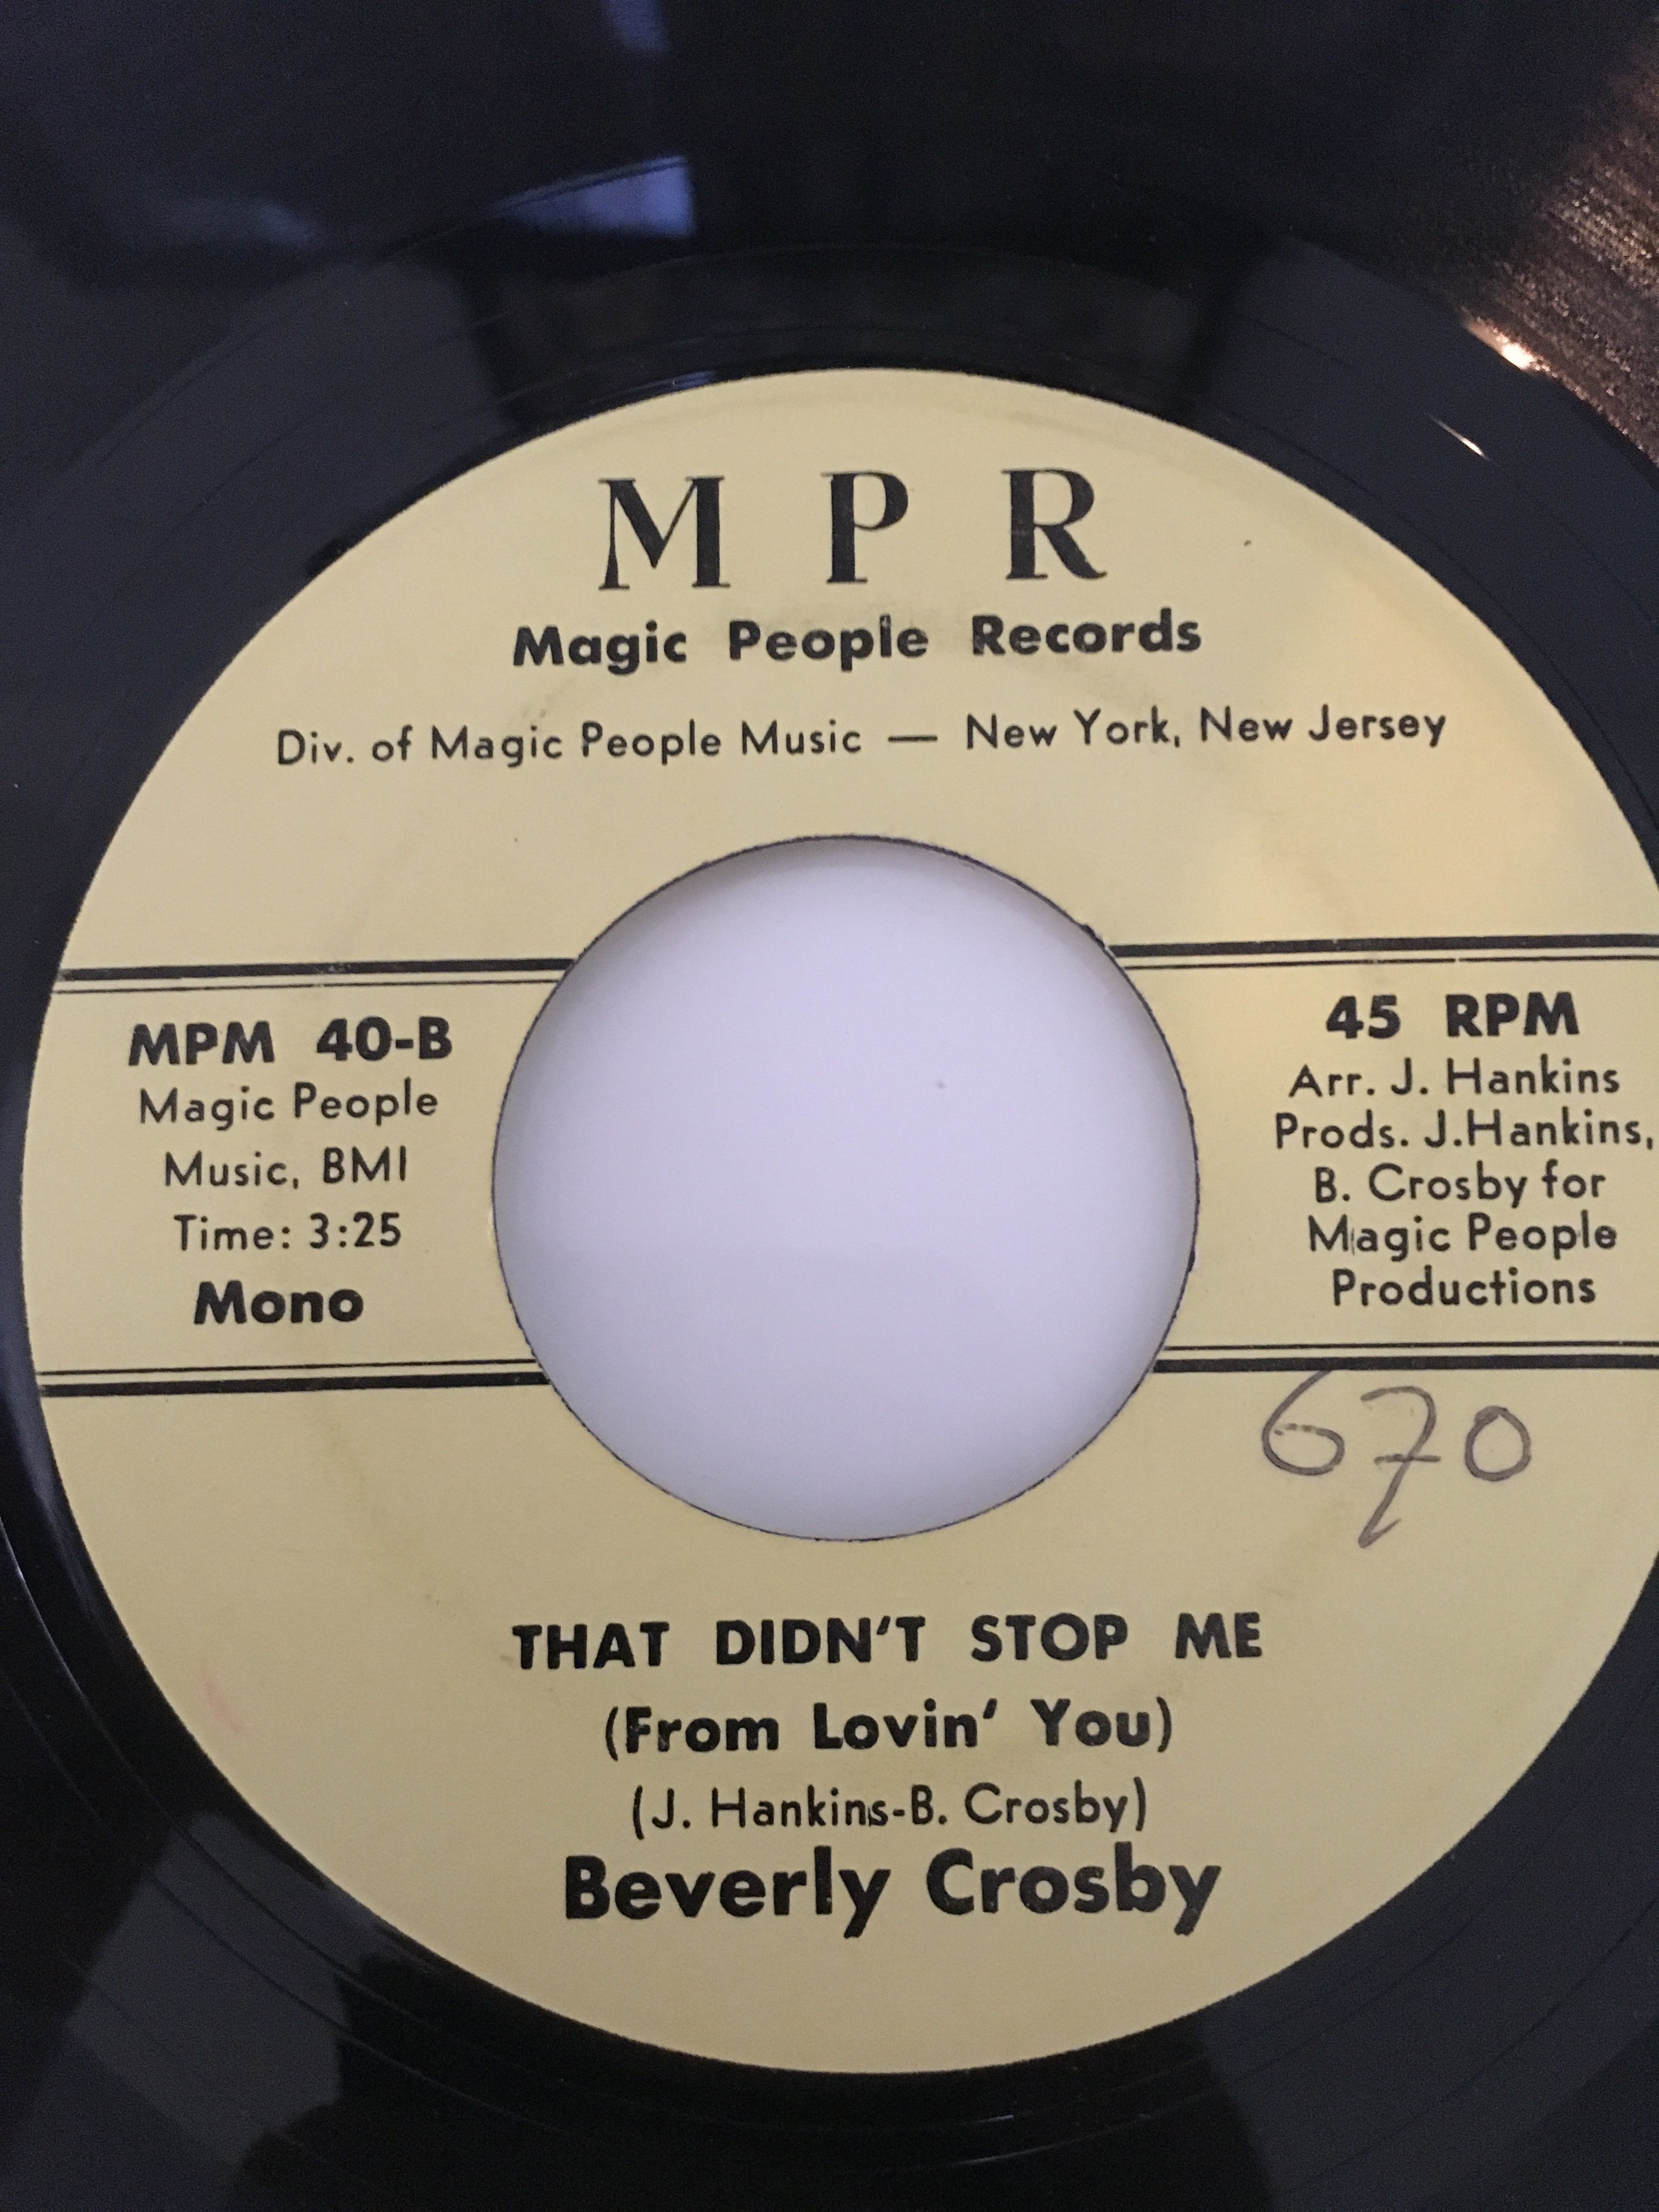 M P R
Magic People Records
Div. of Magic People Music — New York, New Jersey
MPM 40-B
Magic People
Music, BMI
Time: 3:25
Mono
45 RPM
Arr. J. Hankins
Prods. J.Hankins,
B. Crosby for
Magic People
Productions
670
THAT DIDN'T STOP ME
(From Lovin' You)
(J. Hankins-B. Crosby)
Beverly Crosby